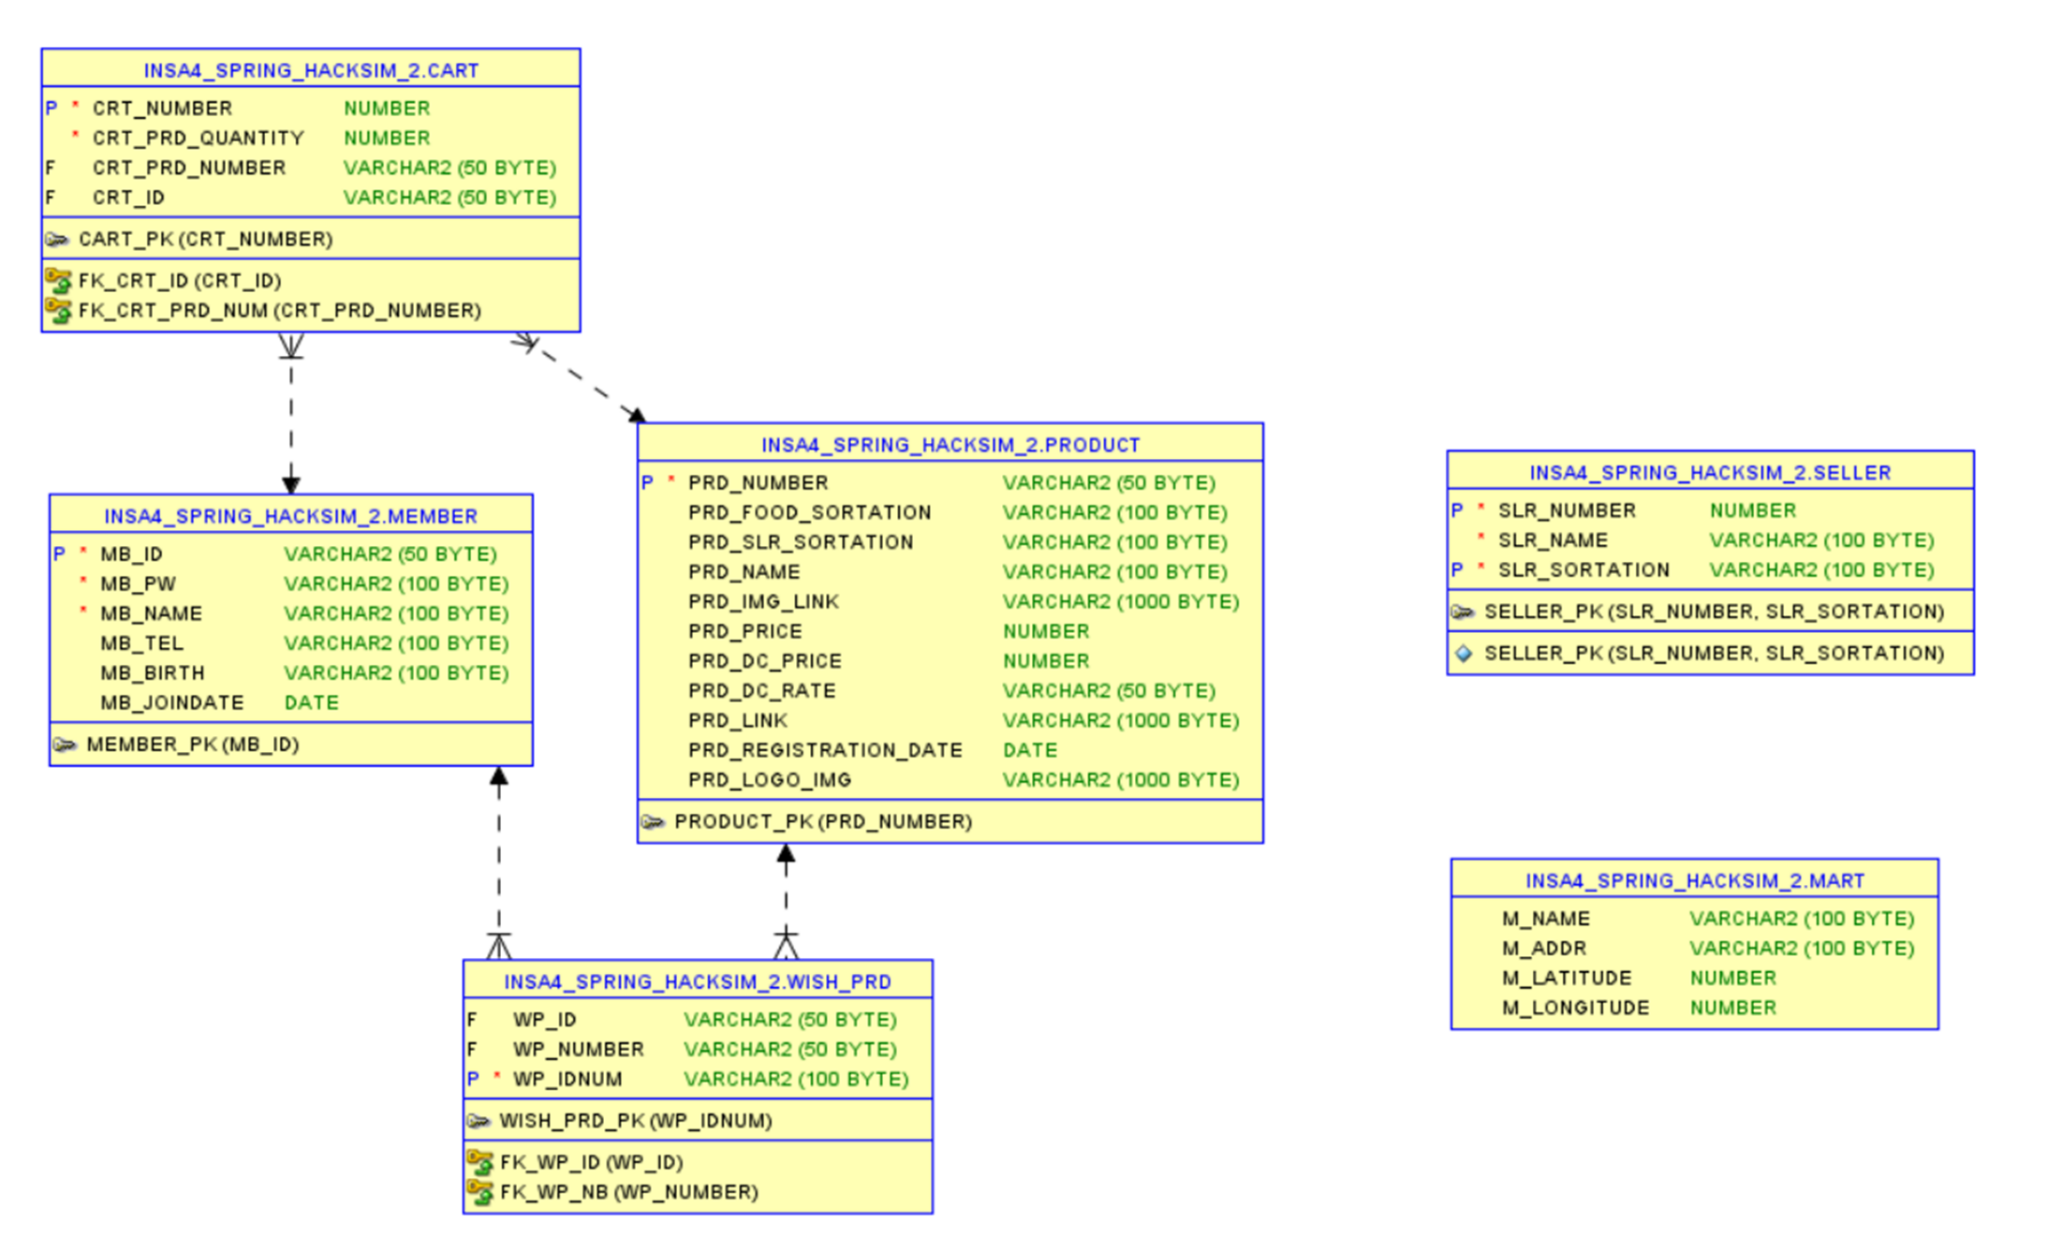 INSA4_SPRING_HACKSIM_2.CART
P * CRT_NUMBER NUMBER
* CRT_PRD_QUANTITY NUMBER
F CRT_PRD_NUMBER VARCHAR2 (50 BYTE)
F CRT_ID VARCHAR2 (50 BYTE)
CART_PK (CRT_NUMBER)
FK_CRT_ID (CRT_ID)
FK_CRT_PRD_NUM (CRT_PRD_NUMBER)
INSA4_SPRING_HACKSIM_2.MEMBER
P * MB_ID VARCHAR2 (50 BYTE)
* MB_PW VARCHAR2 (100 BYTE)
* MB_NAME VARCHAR2 (100 BYTE)
MB_TEL VARCHAR2 (100 BYTE)
MB_BIRTH VARCHAR2 (100 BYTE)
MB_JOINDATE DATE
MEMBER_PK (MB_ID)
INSA4_SPRING_HACKSIM_2.PRODUCT
P * PRD_NUMBER VARCHAR2 (50 BYTE)
PRD_FOOD_SORTATION VARCHAR2 (100 BYTE)
PRD_SLR_SORTATION VARCHAR2 (100 BYTE)
PRD_NAME VARCHAR2 (100 BYTE)
PRD_IMG_LINK VARCHAR2 (1000 BYTE)
PRD_PRICE NUMBER
PRD_DC_PRICE NUMBER
PRD_DC_RATE VARCHAR2 (50 BYTE)
PRD_LINK VARCHAR2 (1000 BYTE)
PRD_REGISTRATION_DATE DATE
PRD_LOGO_IMG VARCHAR2 (1000 BYTE)
PRODUCT_PK (PRD_NUMBER)
INSA4_SPRING_HACKSIM_2.SELLER
P * SLR_NUMBER NUMBER
* SLR_NAME VARCHAR2 (100 BYTE)
P * SLR_SORTATION VARCHAR2 (100 BYTE)
SELLER_PK (SLR_NUMBER, SLR_SORTATION)
SELLER_PK (SLR_NUMBER, SLR_SORTATION)
INSA4_SPRING_HACKSIM_2.MART
M_NAME VARCHAR2 (100 BYTE)
M_ADDR VARCHAR2 (100 BYTE)
M_LATITUDE NUMBER
M_LONGITUDE NUMBER
INSA4_SPRING_HACKSIM_2.WISH_PRD
F WP_ID VARCHAR2 (50 BYTE)
F WP_NUMBER VARCHAR2 (50 BYTE)
P * WP_IDNUM VARCHAR2 (100 BYTE)
WISH_PRD_PK (WP_IDNUM)
FK_WP_ID (WP_ID)
FK_WP_NB (WP_NUMBER)